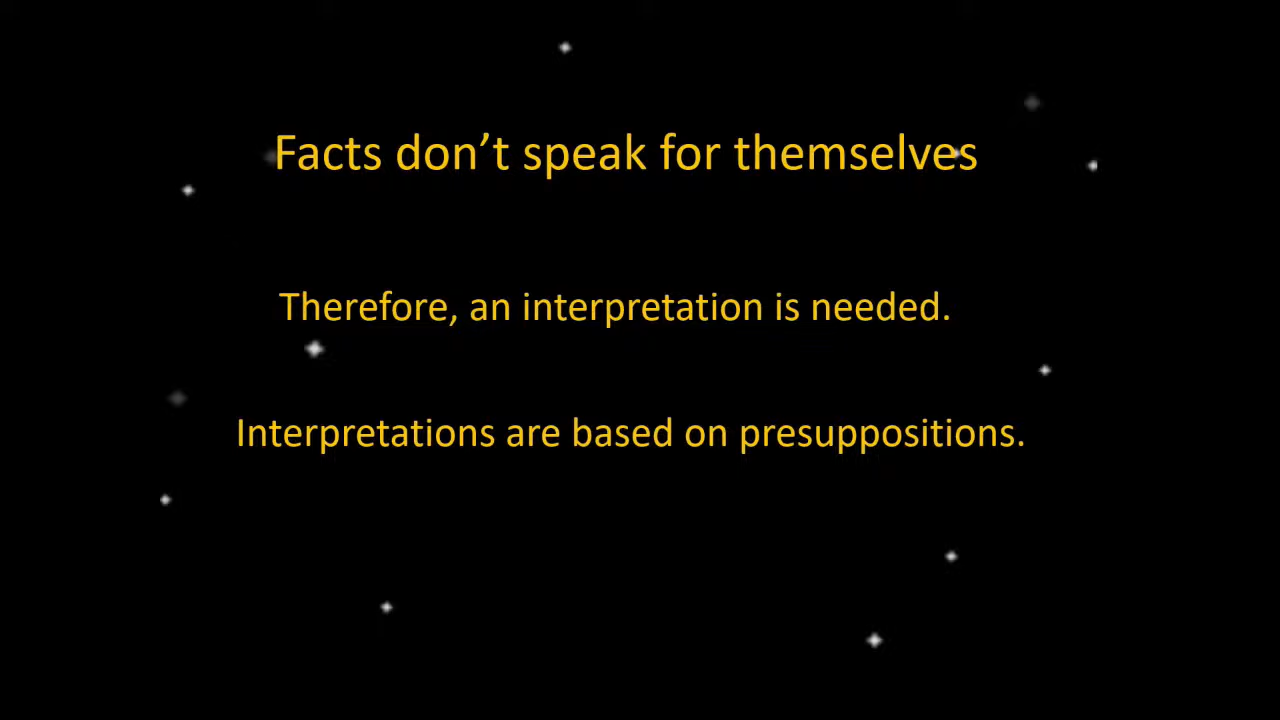 Facts don’t speak for themselves
Therefore, an interpretation is needed.
Interpretations are based on presuppositions.